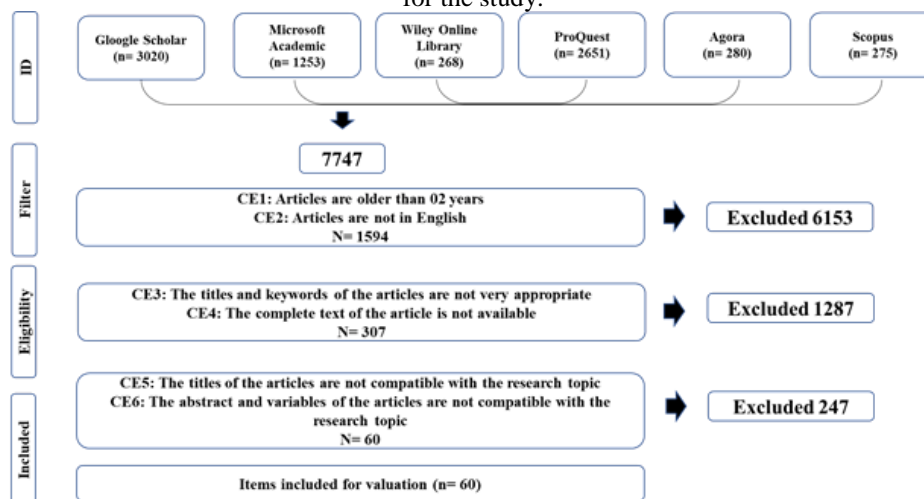 for the study.
ID
Gloogle Scholar
(n= 3020)
Microsoft
Academic
(n= 1253)
Wiley Online
Library
(n= 268)
ProQuest
(n= 2651)
Agora
(n= 280)
Scopus
(n= 275)
7747
Filter
CE1: Articles are older than 02 years
CE2: Articles are not in English
N= 1594
Excluded 6153
Eligibility
CE3: The titles and keywords of the articles are not very appropriate
CE4: The complete text of the article is not available
N= 307
Excluded 1287
Included
CE5: The titles of the articles are not compatible with the research topic
CE6: The abstract and variables of the articles are not compatible with the
research topic
N= 60
Excluded 247
Items included for valuation (n= 60)